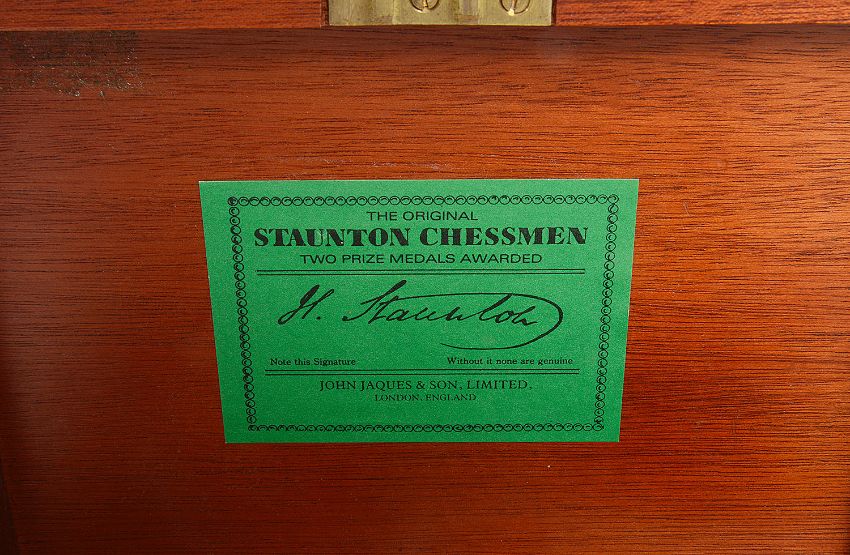 THE ORIGINAL
STAUNTON CHESSMEN
TWO PRIZE MEDALS AWARDED
H. Staunton
Note this Signature Without it none are genuine
JOHN JAQUES & SON, LIMITED,
LONDON, ENGLAND